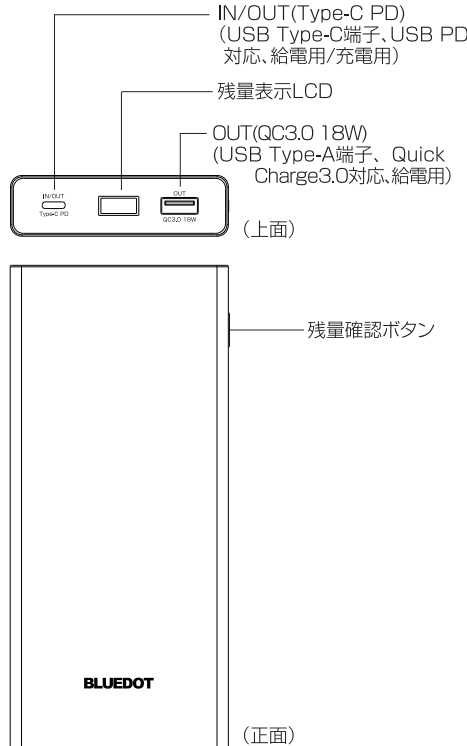 IN/OUT(Type-C PD)
(USB Type-C端子、USB PD
対応、給電用/充電用)
残量表示LCD
OUT(QC3.0 18W)
(USB Type-A端子、Quick
Charge3.0対応、給電用)
IN/OUT
Type-C PD
OUT
QC3.0 18W
(上面)
残量確認ボタン
BLUEDOT
(正面)